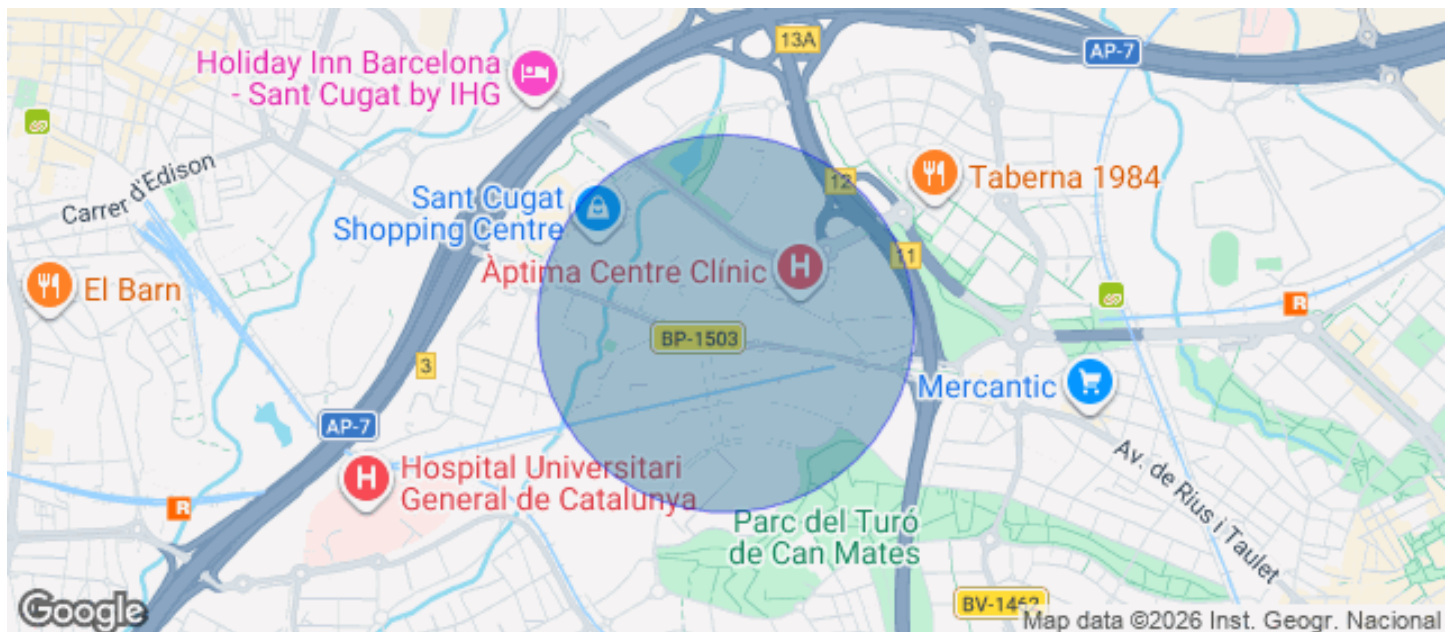 13A
AP-7
Holiday Inn Barcelona
- Sant Cugat by IHG
Carrer d'Edison
Sant Cugat
Shopping Centre
12
Taberna 1984
Àptima Centre Clínic
H
11
El Barn
R
BP-1503
3
Mercantic
AP-7
H
Hospital Universitari
General de Catalunya
R
Av. de Rius i Taulet
Parc del Turó
de Can Mates
Google
BV-1462
Map data ©2026 Inst. Geogr. Nacional